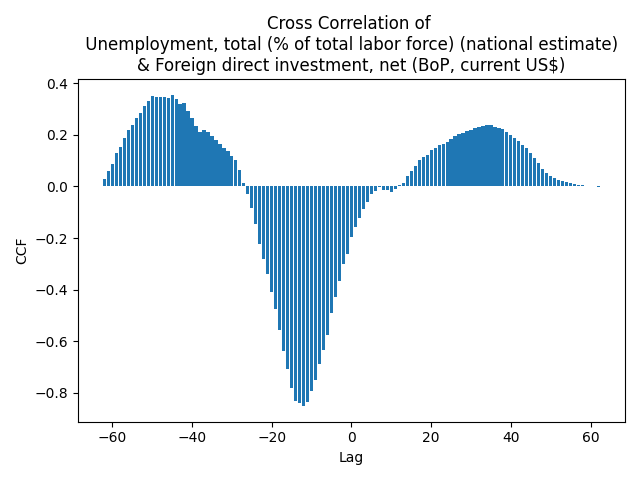 Cross Correlation of
Unemployment, total (% of total labor force) (national estimate)
& Foreign direct investment, net (BoP, current US$)
0.4
0.2
0.0
−0.2
−0.4
−0.6
−0.8
CCF
−60 −40 −20 0 20 40 60
Lag